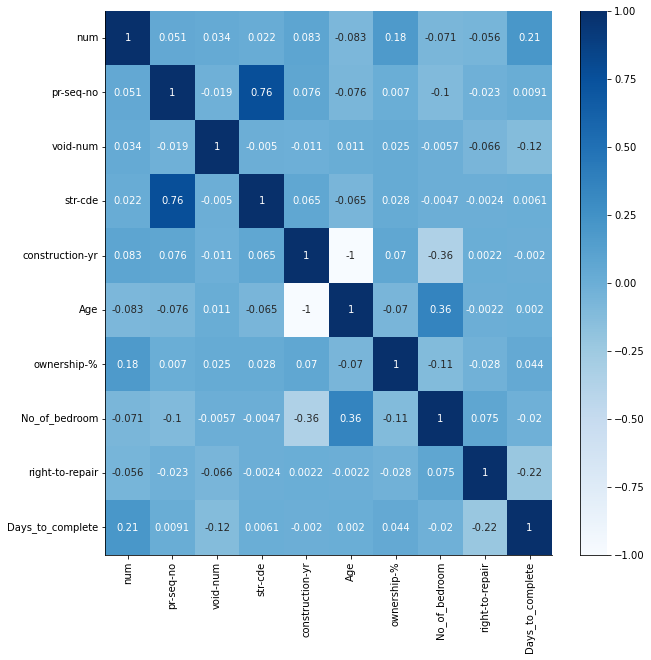 num 1 0.051 0.034 0.022 0.083 -0.083 0.18 -0.071 -0.056 0.21
pr-seq-no 0.051 1 -0.019 0.76 0.076 -0.076 0.007 -0.1 -0.023 0.0091
void-num 0.034 -0.019 1 -0.005 -0.011 0.011 0.025 -0.0057 -0.066 -0.12
str-cde 0.022 0.76 -0.005 1 0.065 -0.065 0.028 -0.0047 -0.0024 0.0061
construction-yr 0.083 0.076 -0.011 0.065 1 -1 0.07 -0.36 0.0022 -0.002
Age -0.083 -0.076 0.011 -0.065 -1 1 -0.07 0.36 -0.0022 0.002
ownership-% 0.18 0.007 0.025 0.028 0.07 -0.07 1 -0.11 -0.028 0.044
No_of_bedroom -0.071 -0.1 -0.0057 -0.0047 -0.36 0.36 -0.11 1 0.075 -0.02
right-to-repair -0.056 -0.023 -0.066 -0.0024 0.0022 -0.0022 -0.028 0.075 1 -0.22
Days_to_complete 0.21 0.0091 -0.12 0.0061 -0.002 0.002 0.044 -0.02 -0.22 1
num
pr-seq-no
void-num
str-cde
construction-yr
Age
ownership-%
No_of_bedroom
right-to-repair
Days_to_complete
1.00
0.75
0.50
0.25
0.00
−0.25
−0.50
−0.75
−1.00